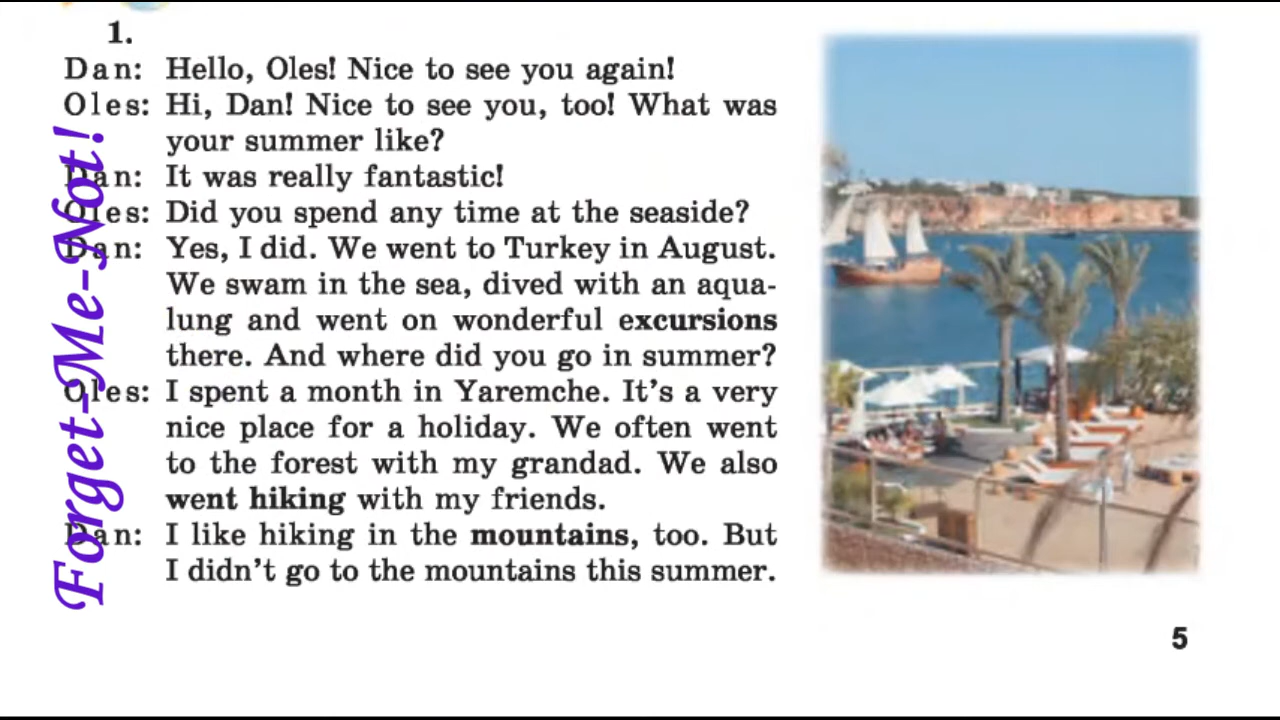 1.
Dan: Hello, Oles! Nice to see you again!
Oles: Hi, Dan! Nice to see you, too! What was
your summer like?
Dan: It was really fantastic!
Oles: Did you spend any time at the seaside?
Dan: Yes, I did. We went to Turkey in August.
We swam in the sea, dived with an aqua-
lung and went on wonderful excursions
there. And where did you go in summer?
Oles: I spent a month in Yaremche. It's a very
nice place for a holiday. We often went
to the forest with my grandad. We also
went hiking with my friends.
Dan: I like hiking in the mountains, too. But
I didn't go to the mountains this summer.
Forget-Me-Not!
5